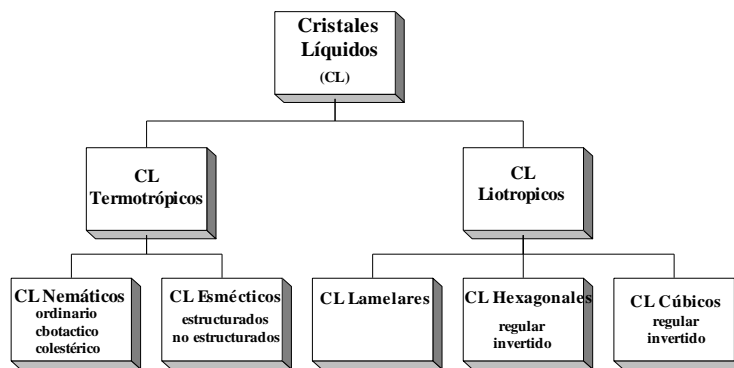 Cristales
Líquidos
(CL)
CL
Termotrópicos
CL
Liotropicos
CL Nemáticos
ordinario
cbotactico
colestérico
CL Esmécticos
estructurados
no estructurados
CL Lamelares
CL Hexagonales
regular
invertido
CL Cúbicos
regular
invertido